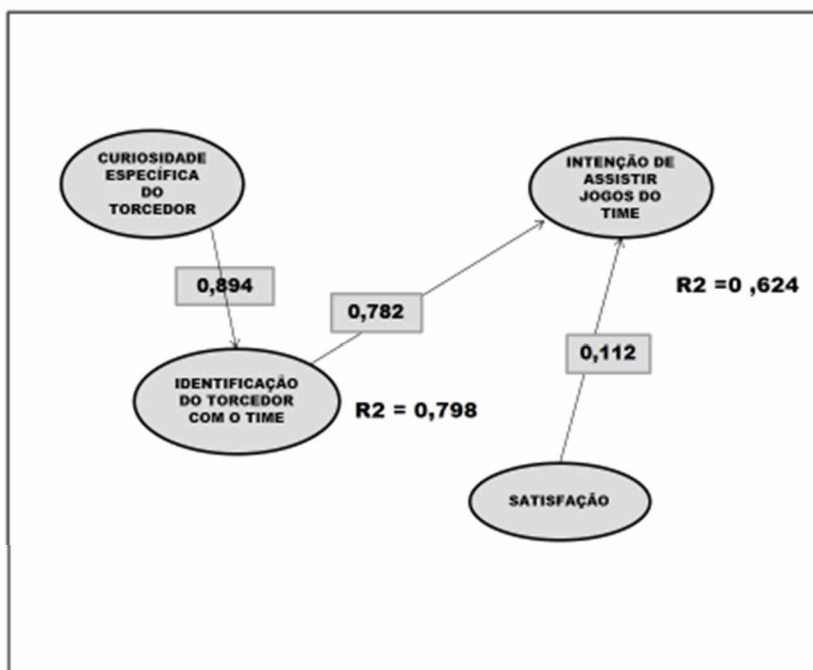 CURIOSIDADE
ESPECÍFICA
DO
TORCEDOR
INTENÇÃO DE
ASSISTIR
JOGOS DO
TIME
0,894
R2 =0 ,624
0,782
0,112
IDENTIFICAÇÃO
DO TORCEDOR
COM O TIME
R2 = 0,798
SATISFAÇÃO